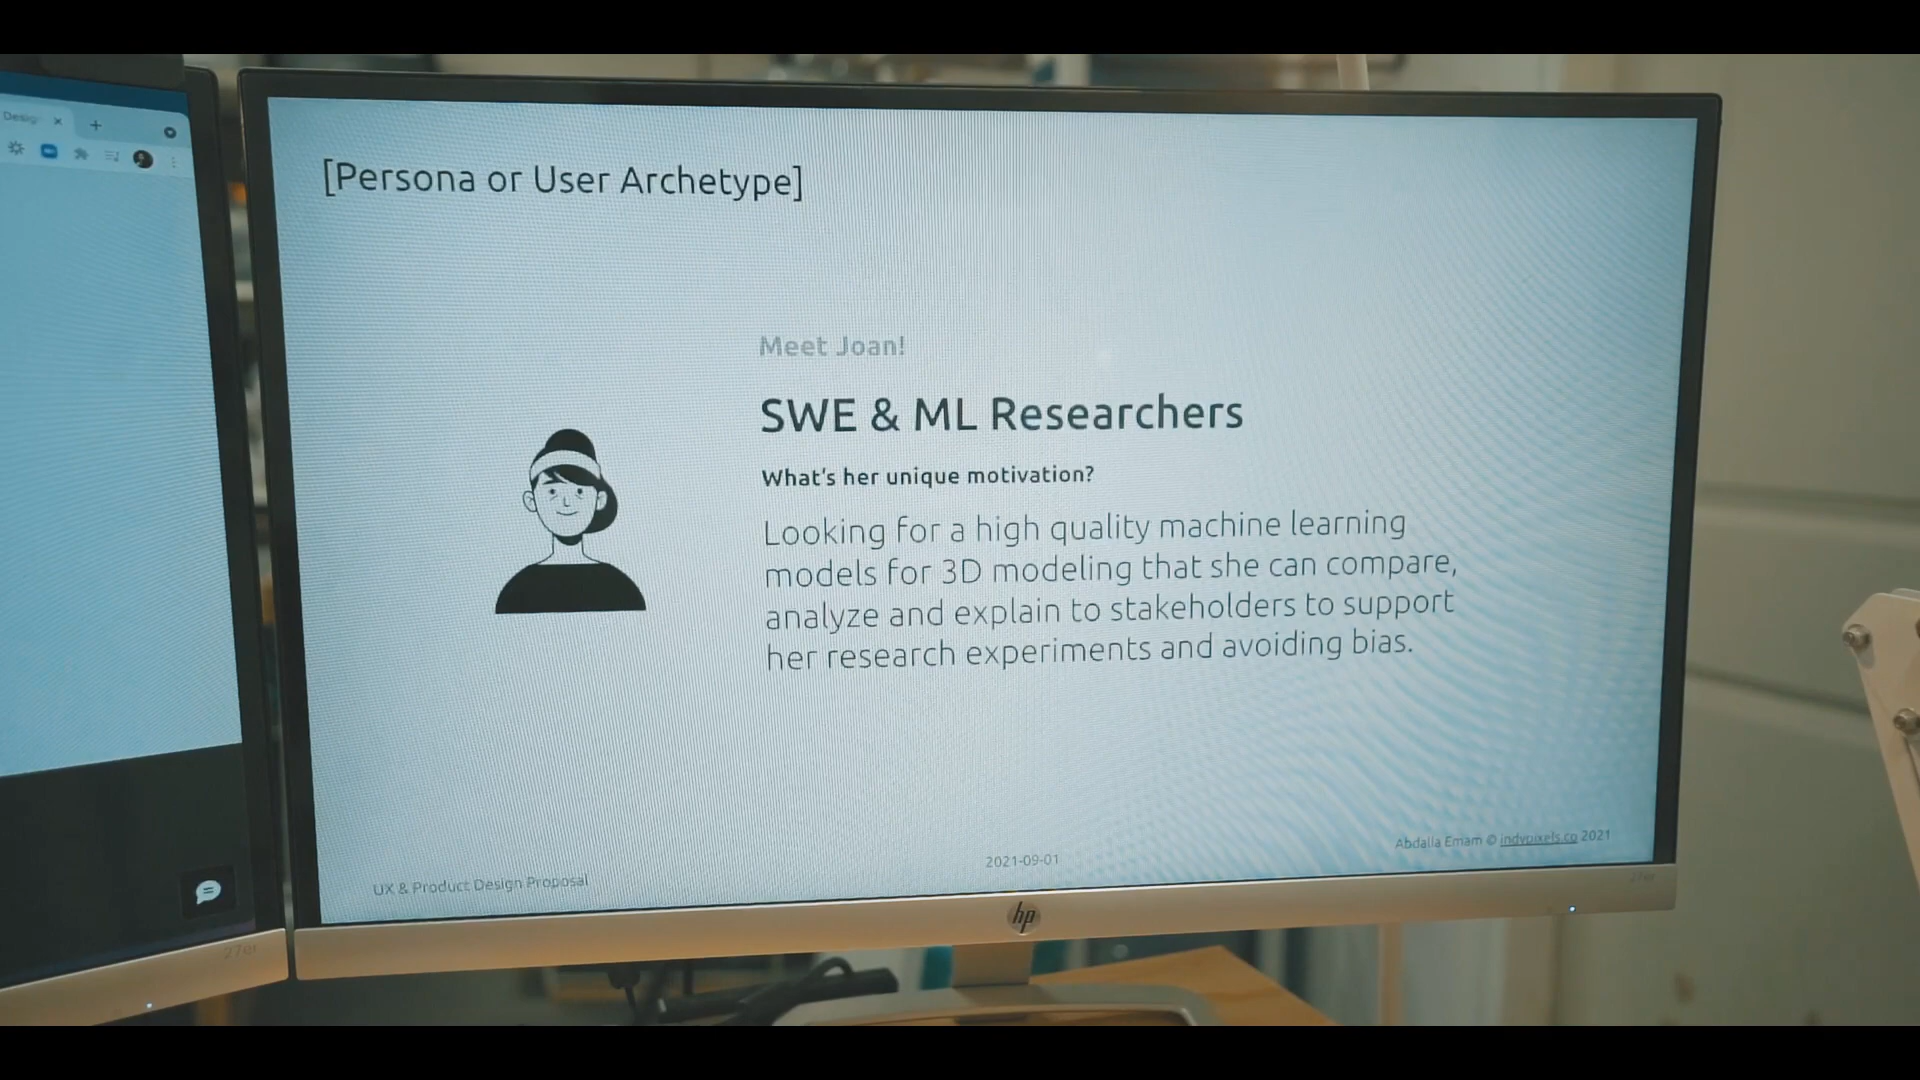 Desig
[Persona or User Archetype]
Meet Joan!
SWE & ML Researchers
What's her unique motivation?
Looking for a high quality machine learning
models for 3D modeling that she can compare,
analyze and explain to stakeholders to support
her research experiments and avoiding bias.
UX & Product Design Proposal
2021-09-01
Abdalla Emam © indypixels.co 2021
hp
27er